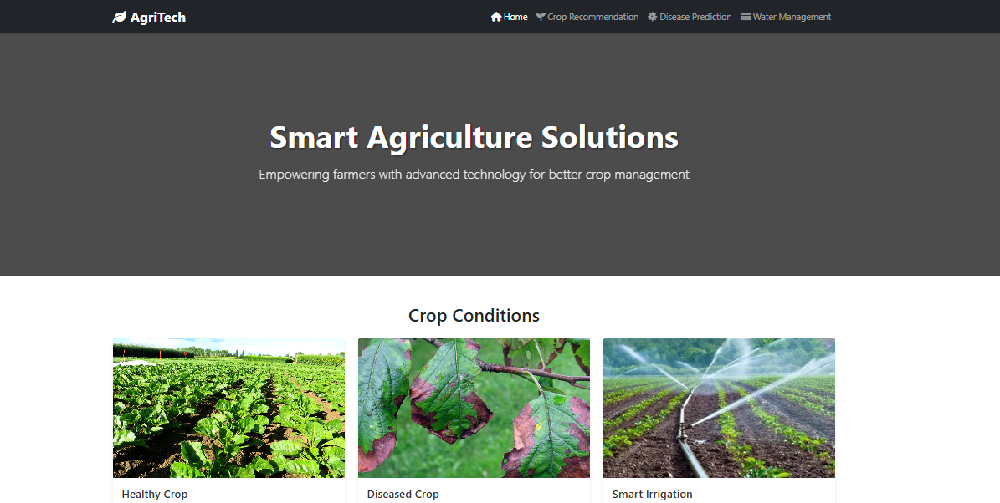 AgriTech
Home Crop Recommendation Disease Prediction Water Management
Smart Agriculture Solutions
Empowering farmers with advanced technology for better crop management
Crop Conditions
Healthy Crop
Diseased Crop
Smart Irrigation